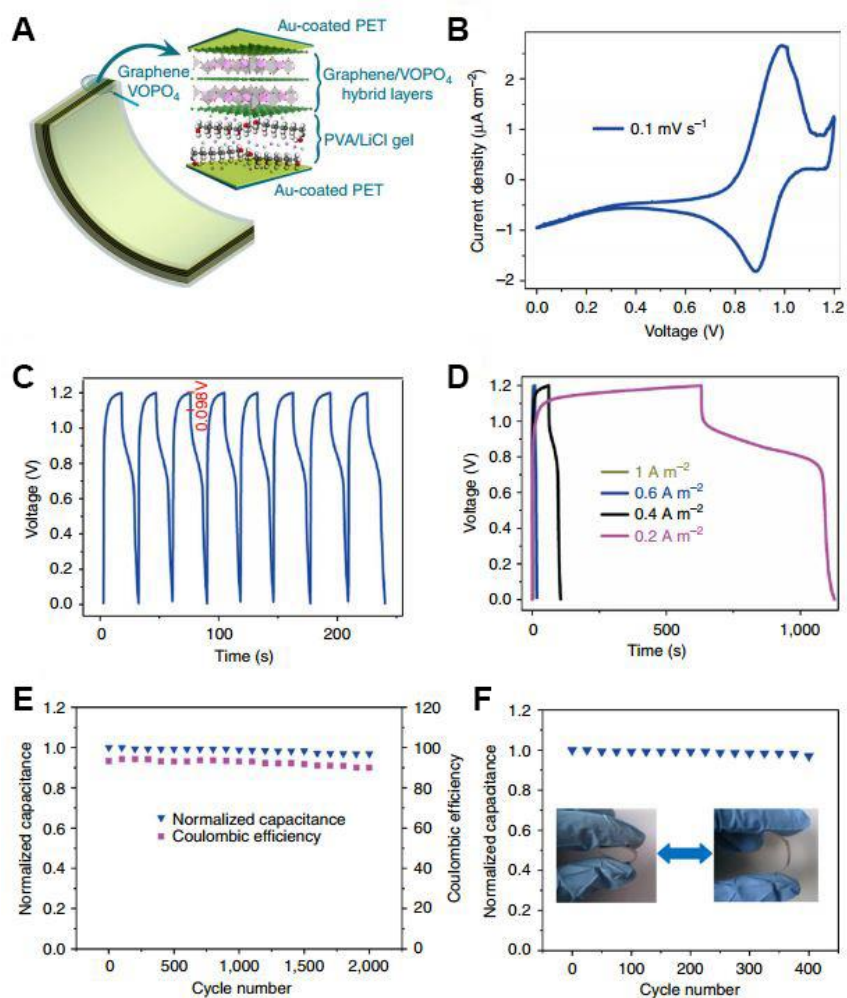 A
Au-coated PET
Graphene
VOPO₄
Graphene/VOPO₄
hybrid layers
PVA/LiCl gel
Au-coated PET
B
Current density (μA cm⁻²)
2
1
0
−1
−2
0.1 mV s⁻¹
0.0 0.2 0.4 0.6 0.8 1.0 1.2
Voltage (V)
C
Voltage (V)
1.2
1.0
0.8
0.6
0.4
0.2
0.0
0.098V
0 100 200
Time (s)
D
Voltage (V)
1.2
1.0
0.8
0.6
0.4
0.2
0.0
1 A m⁻²
0.6 A m⁻²
0.4 A m⁻²
0.2 A m⁻²
0 500 1,000
Time (s)
E
Normalized capacitance
1.2
1.0
0.8
0.6
0.4
0.2
0.0
Normalized capacitance
Coulombic efficiency
120
100
80
60
40
20
0
Coulombic efficiency
0 500 1,000 1,500 2,000
Cycle number
F
Normalized capacitance
1.2
1.0
0.8
0.6
0.4
0.2
0.0
0 100 200 300 400
Cycle number